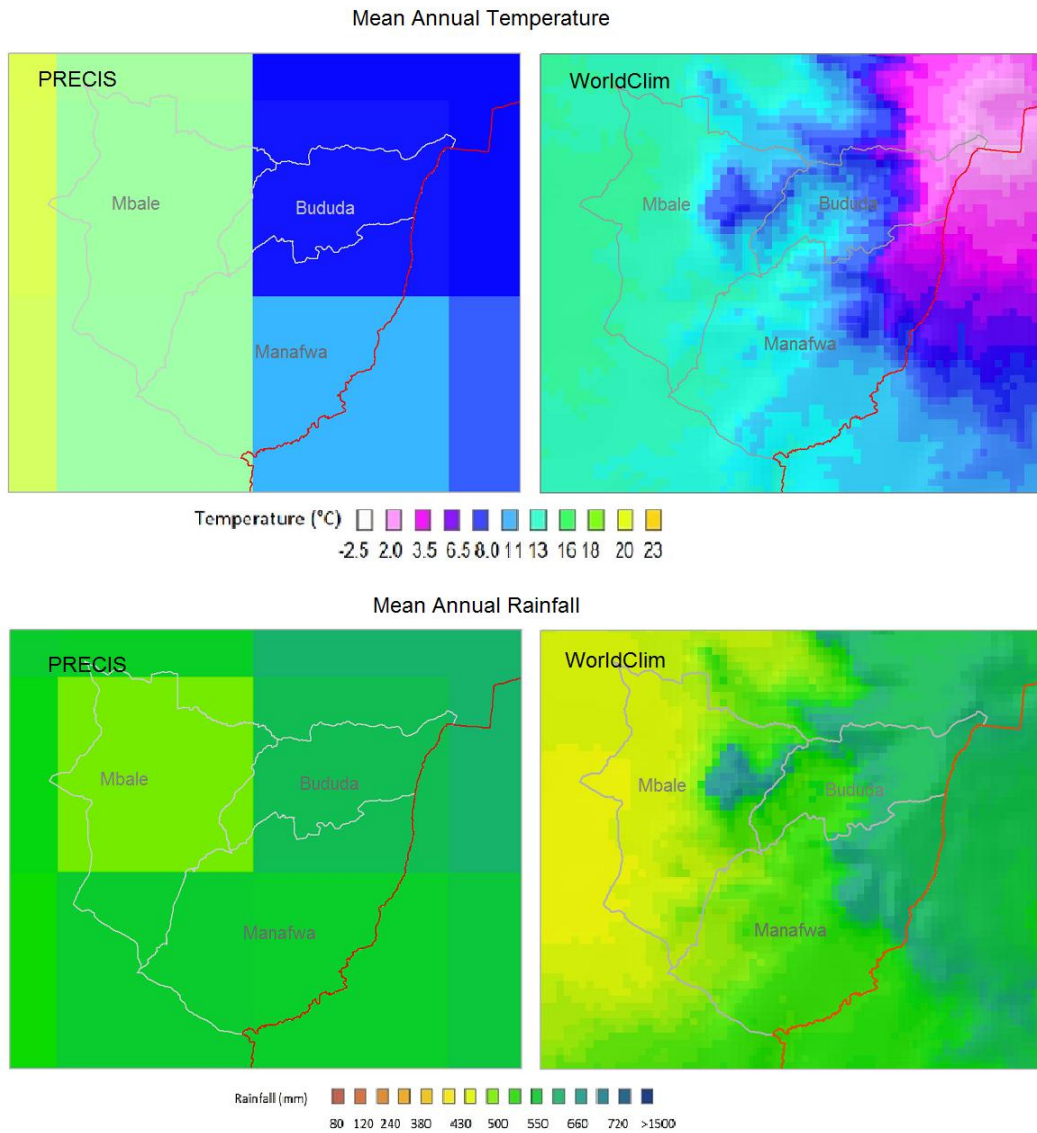 Mean Annual Temperature
PRECIS
WorldClim
Mbale
Bududa
Manafwa
Mbale
Bududa
Manafwa
Temperature (°C)
-2.5 2.0 3.5 6.5 8.0 11 13 16 18 20 23
Mean Annual Rainfall
PRECIS
WorldClim
Mbale
Bududa
Manafwa
Mbale
Bududa
Manafwa
Rainfall (mm)
80 120 240 380 430 500 550 660 720 >1500